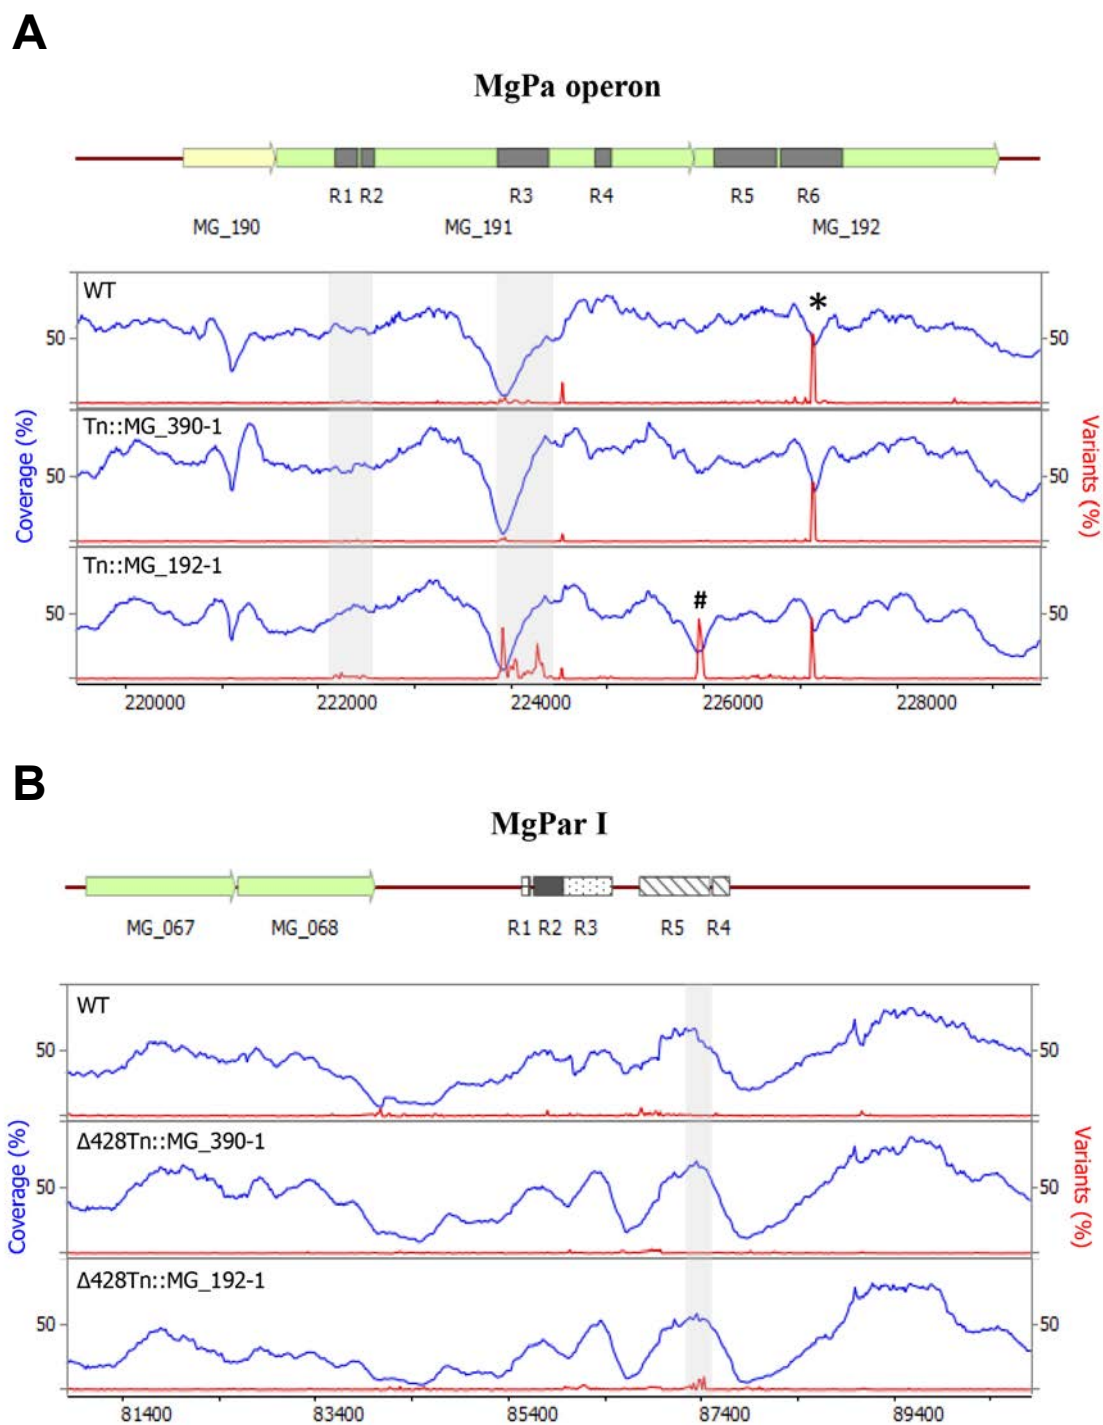 A
MgPa operon
R1 R2 R3 R4 R5 R6
MG_190 MG_191 MG_192
WT
*
50 50
Tn::MG_390-1
50 50
Tn::MG_192-1
#
50 50
Coverage (%)
Variants (%)
220000 222000 224000 226000 228000
B
MgPar I
MG_067 MG_068 R1 R2 R3 R5 R4
WT
50 50
Δ428Tn::MG_390-1
50 50
Δ428Tn::MG_192-1
50 50
Coverage (%)
Variants (%)
81400 83400 85400 87400 89400